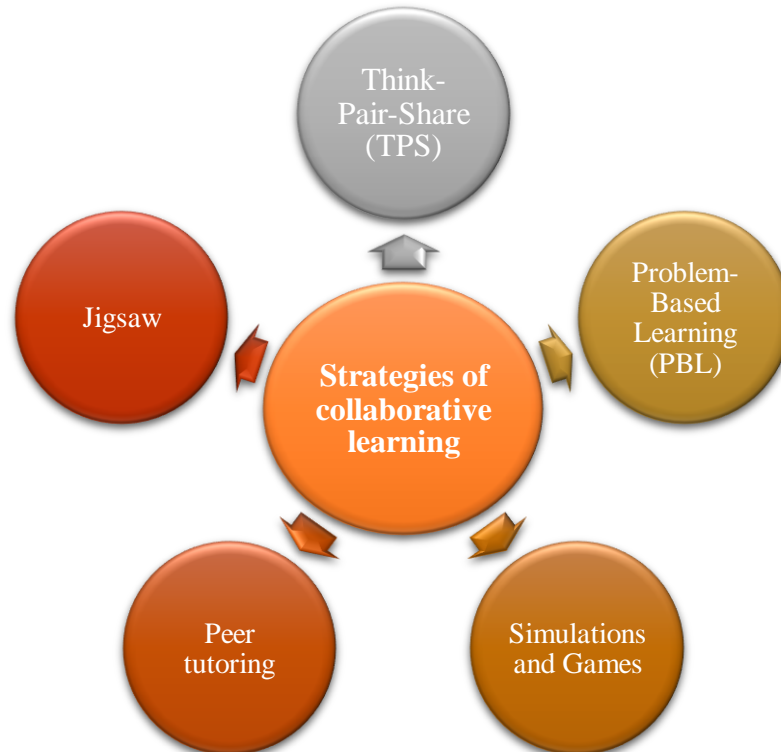 Think-
Pair-Share
(TPS)
Problem-
Based
Learning
(PBL)
Jigsaw
Strategies of
collaborative
learning
Peer
tutoring
Simulations
and Games